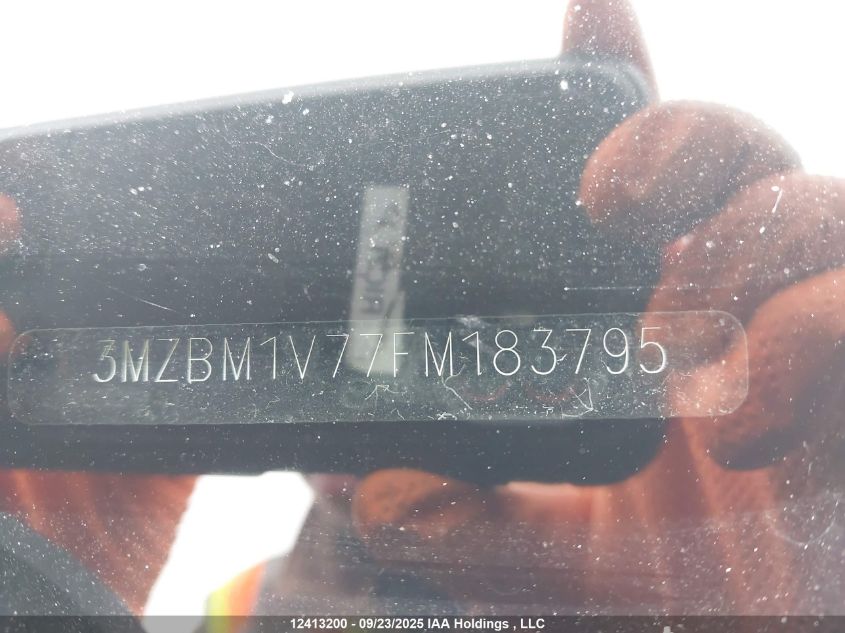 3MZBM1V77FM183795
12413200 - 09/23/2025 IAA Holdings , LLC